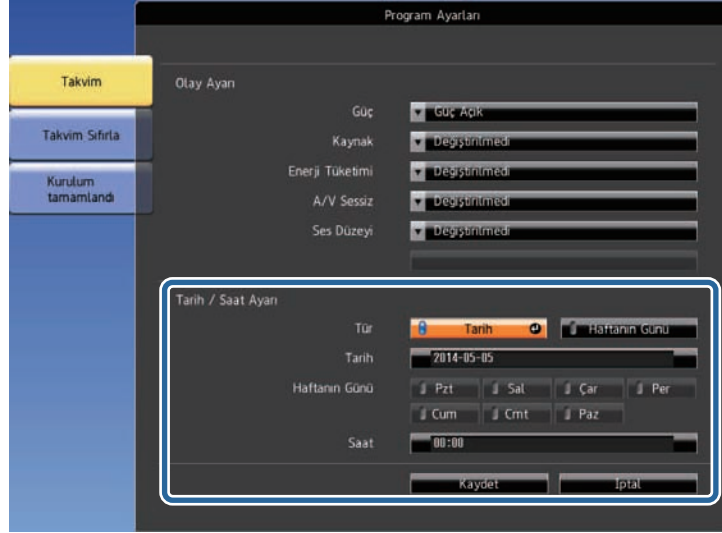 Program Ayarları
Takvim
Takvim Sıfırla
Kurulum
tamamlandı
Olay Ayarı
Güç Güç Açık
Kaynak Değiştirilmedi
Enerji Tüketimi Değiştirilmedi
A/V Sessiz Değiştirilmedi
Ses Düzeyi Değiştirilmedi
Tarih / Saat Ayarı
Tür Tarih Haftanın Günü
Tarih 2014-05-05
Haftanın Günü Pzt Sal Çar Per
Cum Cmt Paz
Saat 00:00
Kaydet İptal